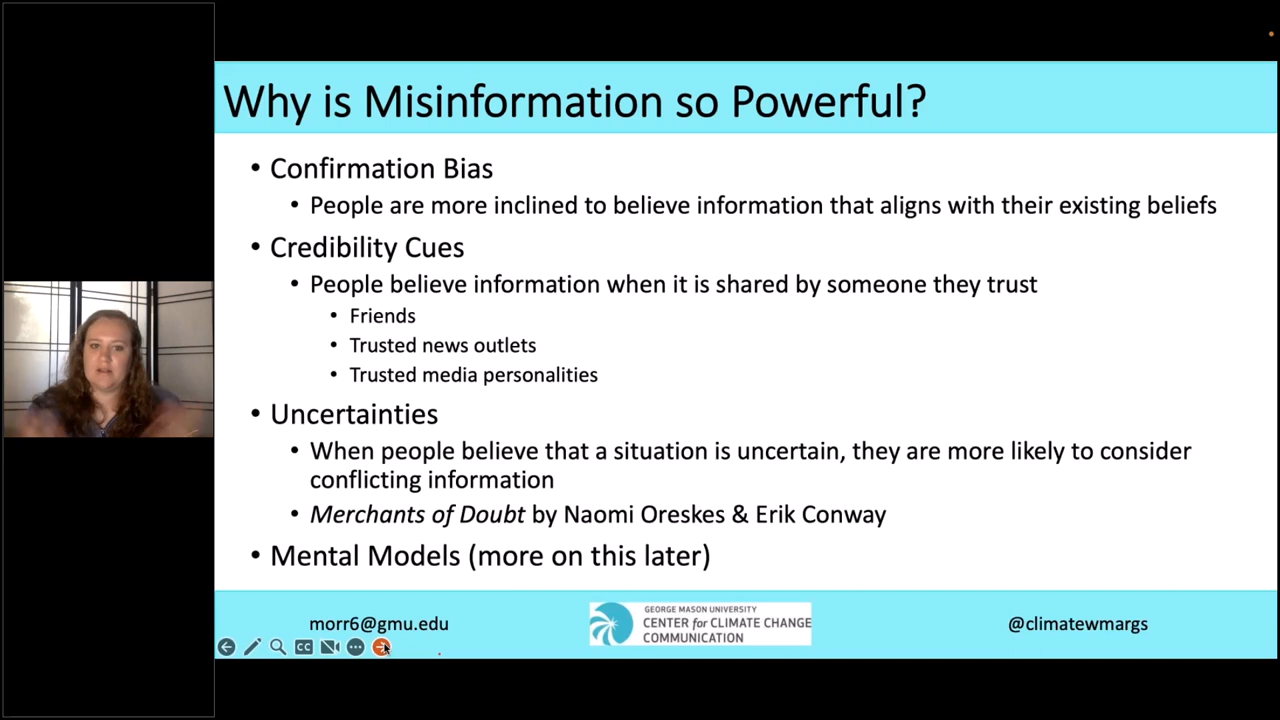 Why is Misinformation so Powerful?
• Confirmation Bias
• People are more inclined to believe information that aligns with their existing beliefs
• Credibility Cues
• People believe information when it is shared by someone they trust
• Friends
• Trusted news outlets
• Trusted media personalities
• Uncertainties
• When people believe that a situation is uncertain, they are more likely to consider
conflicting information
• Merchants of Doubt by Naomi Oreskes & Erik Conway
• Mental Models (more on this later)
morr6@gmu.edu
GEORGE MASON UNIVERSITY
CENTER for CLIMATE CHANGE
COMMUNICATION
@climatewmargs
CC